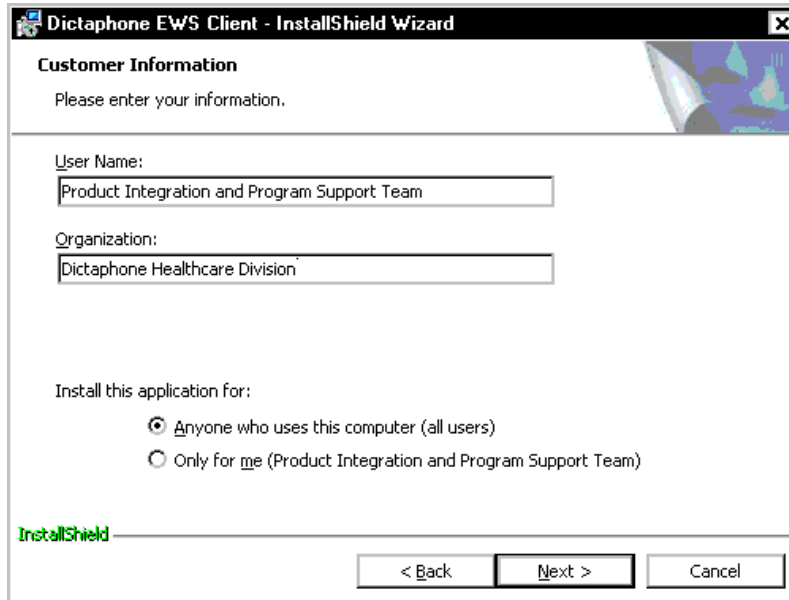 Dictaphone EWS Client - InstallShield Wizard
Customer Information
Please enter your information.
User Name:
Product Integration and Program Support Team
Organization:
Dictaphone Healthcare Division
Install this application for:
Anyone who uses this computer (all users)
Only for me (Product Integration and Program Support Team)
InstallShield
< Back Next > Cancel